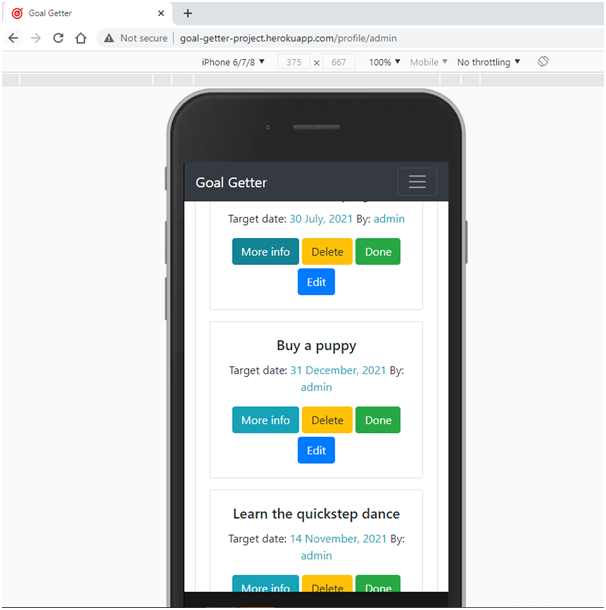 Goal Getter
Not secure | goal-getter-project.herokuapp.com/profile/admin
iPhone 6/7/8 ▼ 375 × 667 100% ▼ Mobile ▼ No throttling ▼
Goal Getter
Target date: 30 July, 2021 By: admin
More info Delete Done
Edit
Buy a puppy
Target date: 31 December, 2021 By:
admin
More info Delete Done
Edit
Learn the quickstep dance
Target date: 14 November, 2021 By:
admin
More info Delete Done